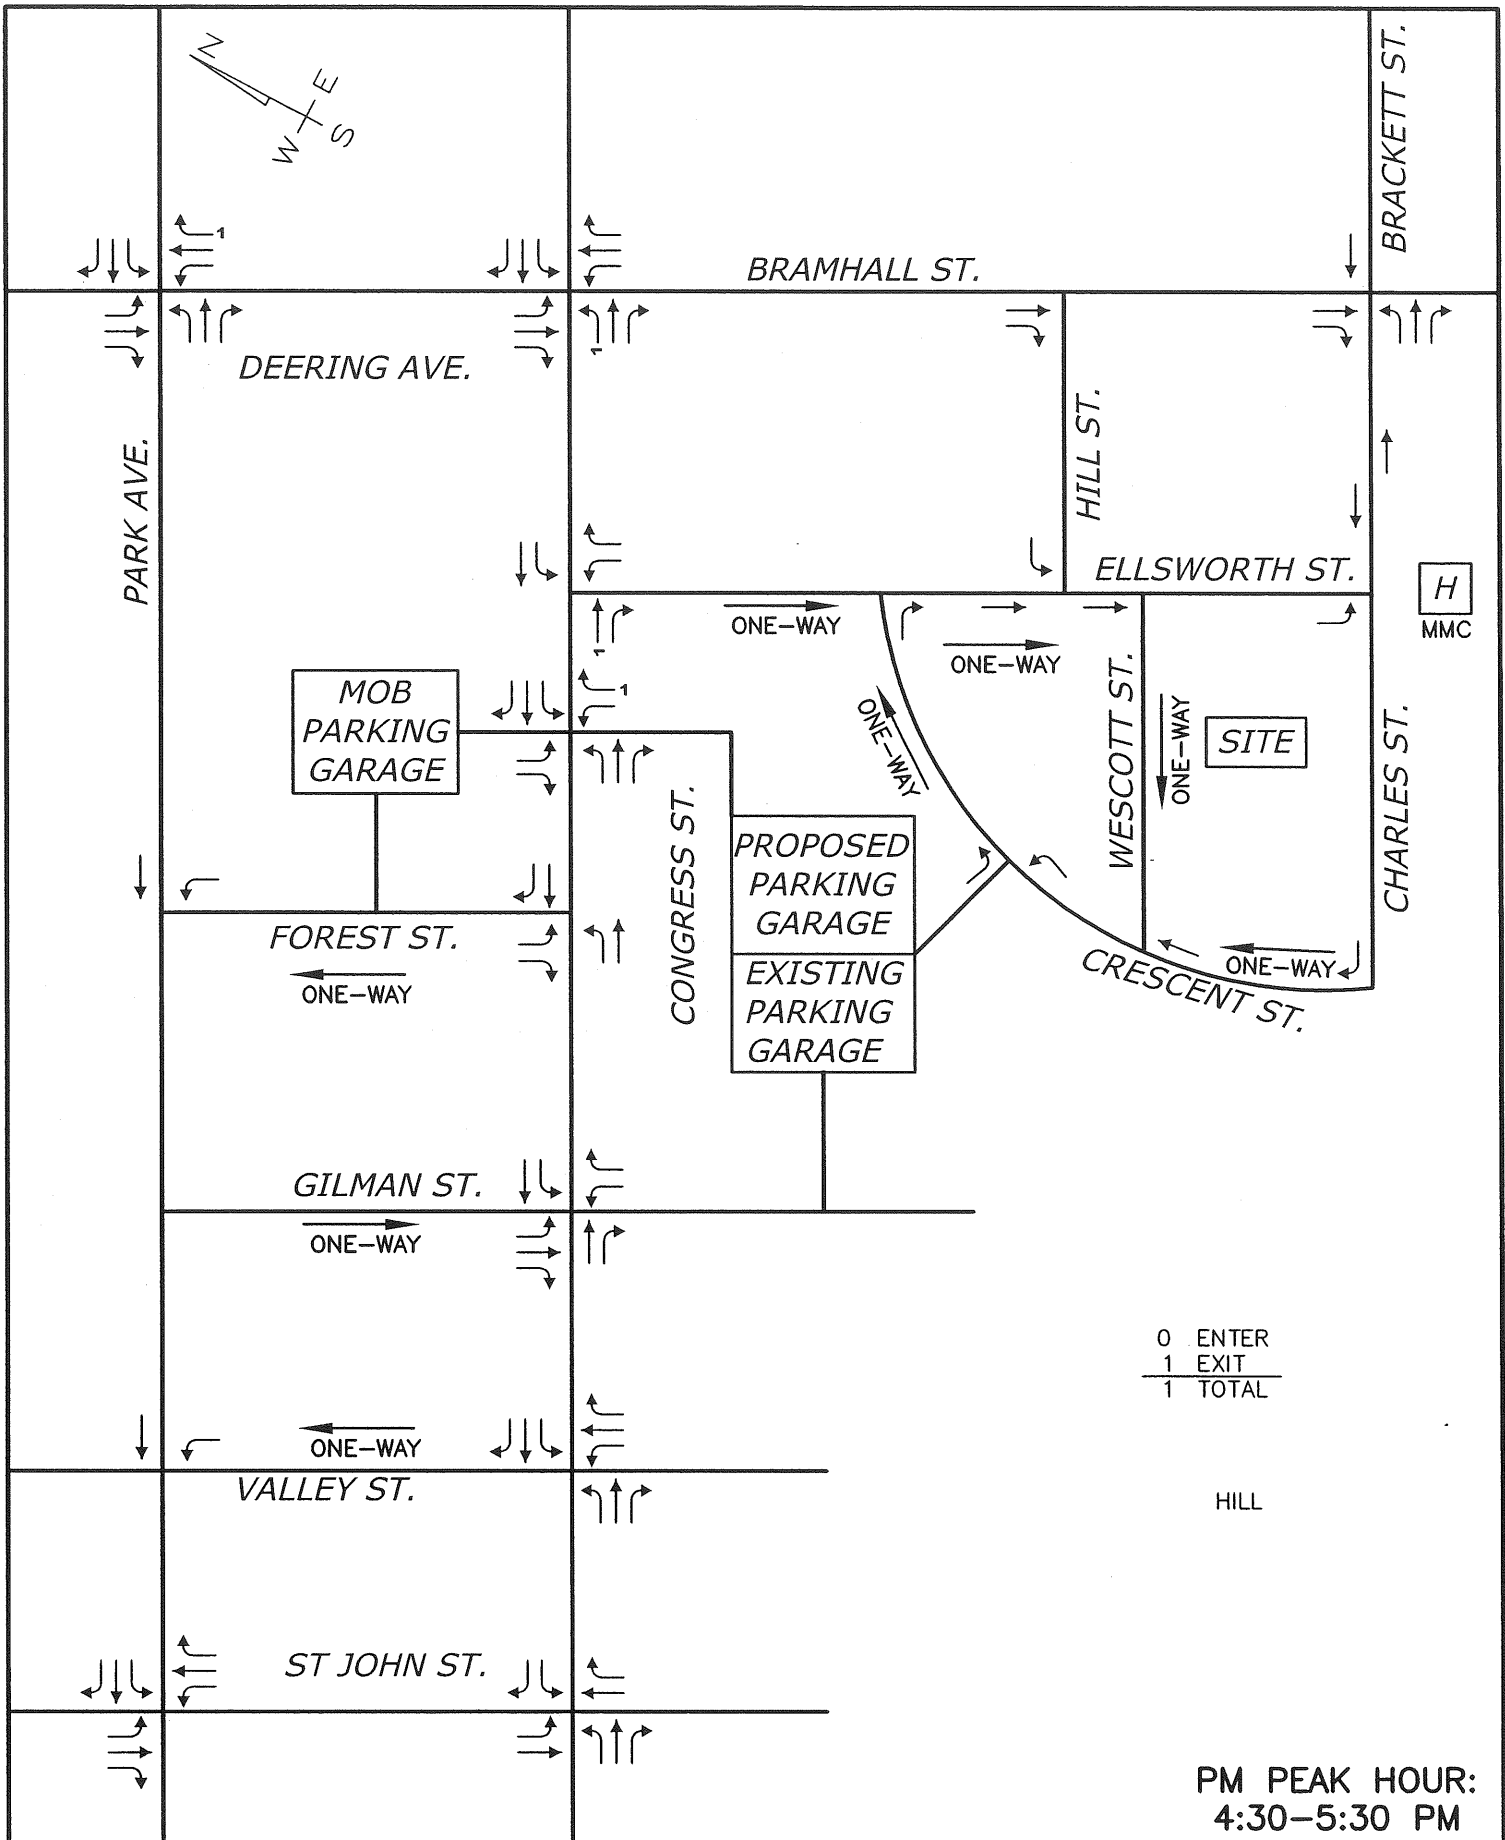 N
E
W
S
BRACKETT ST.
1
BRAMHALL ST.
DEERING AVE.
1
PARK AVE.
HILL ST.
ELLSWORTH ST.
H
MMC
ONE-WAY
1
ONE-WAY
MOB
PARKING
GARAGE
1
ONE-WAY
WESCOTT ST.
ONE-WAY
SITE
CHARLES ST.
CONGRESS ST.
PROPOSED
PARKING
GARAGE
EXISTING
PARKING
GARAGE
FOREST ST.
ONE-WAY
ONE-WAY
CRESCENT ST.
GILMAN ST.
ONE-WAY
0 ENTER
1 EXIT
1 TOTAL
ONE-WAY
VALLEY ST.
HILL
ST JOHN ST.
PM PEAK HOUR:
4:30-5:30 PM